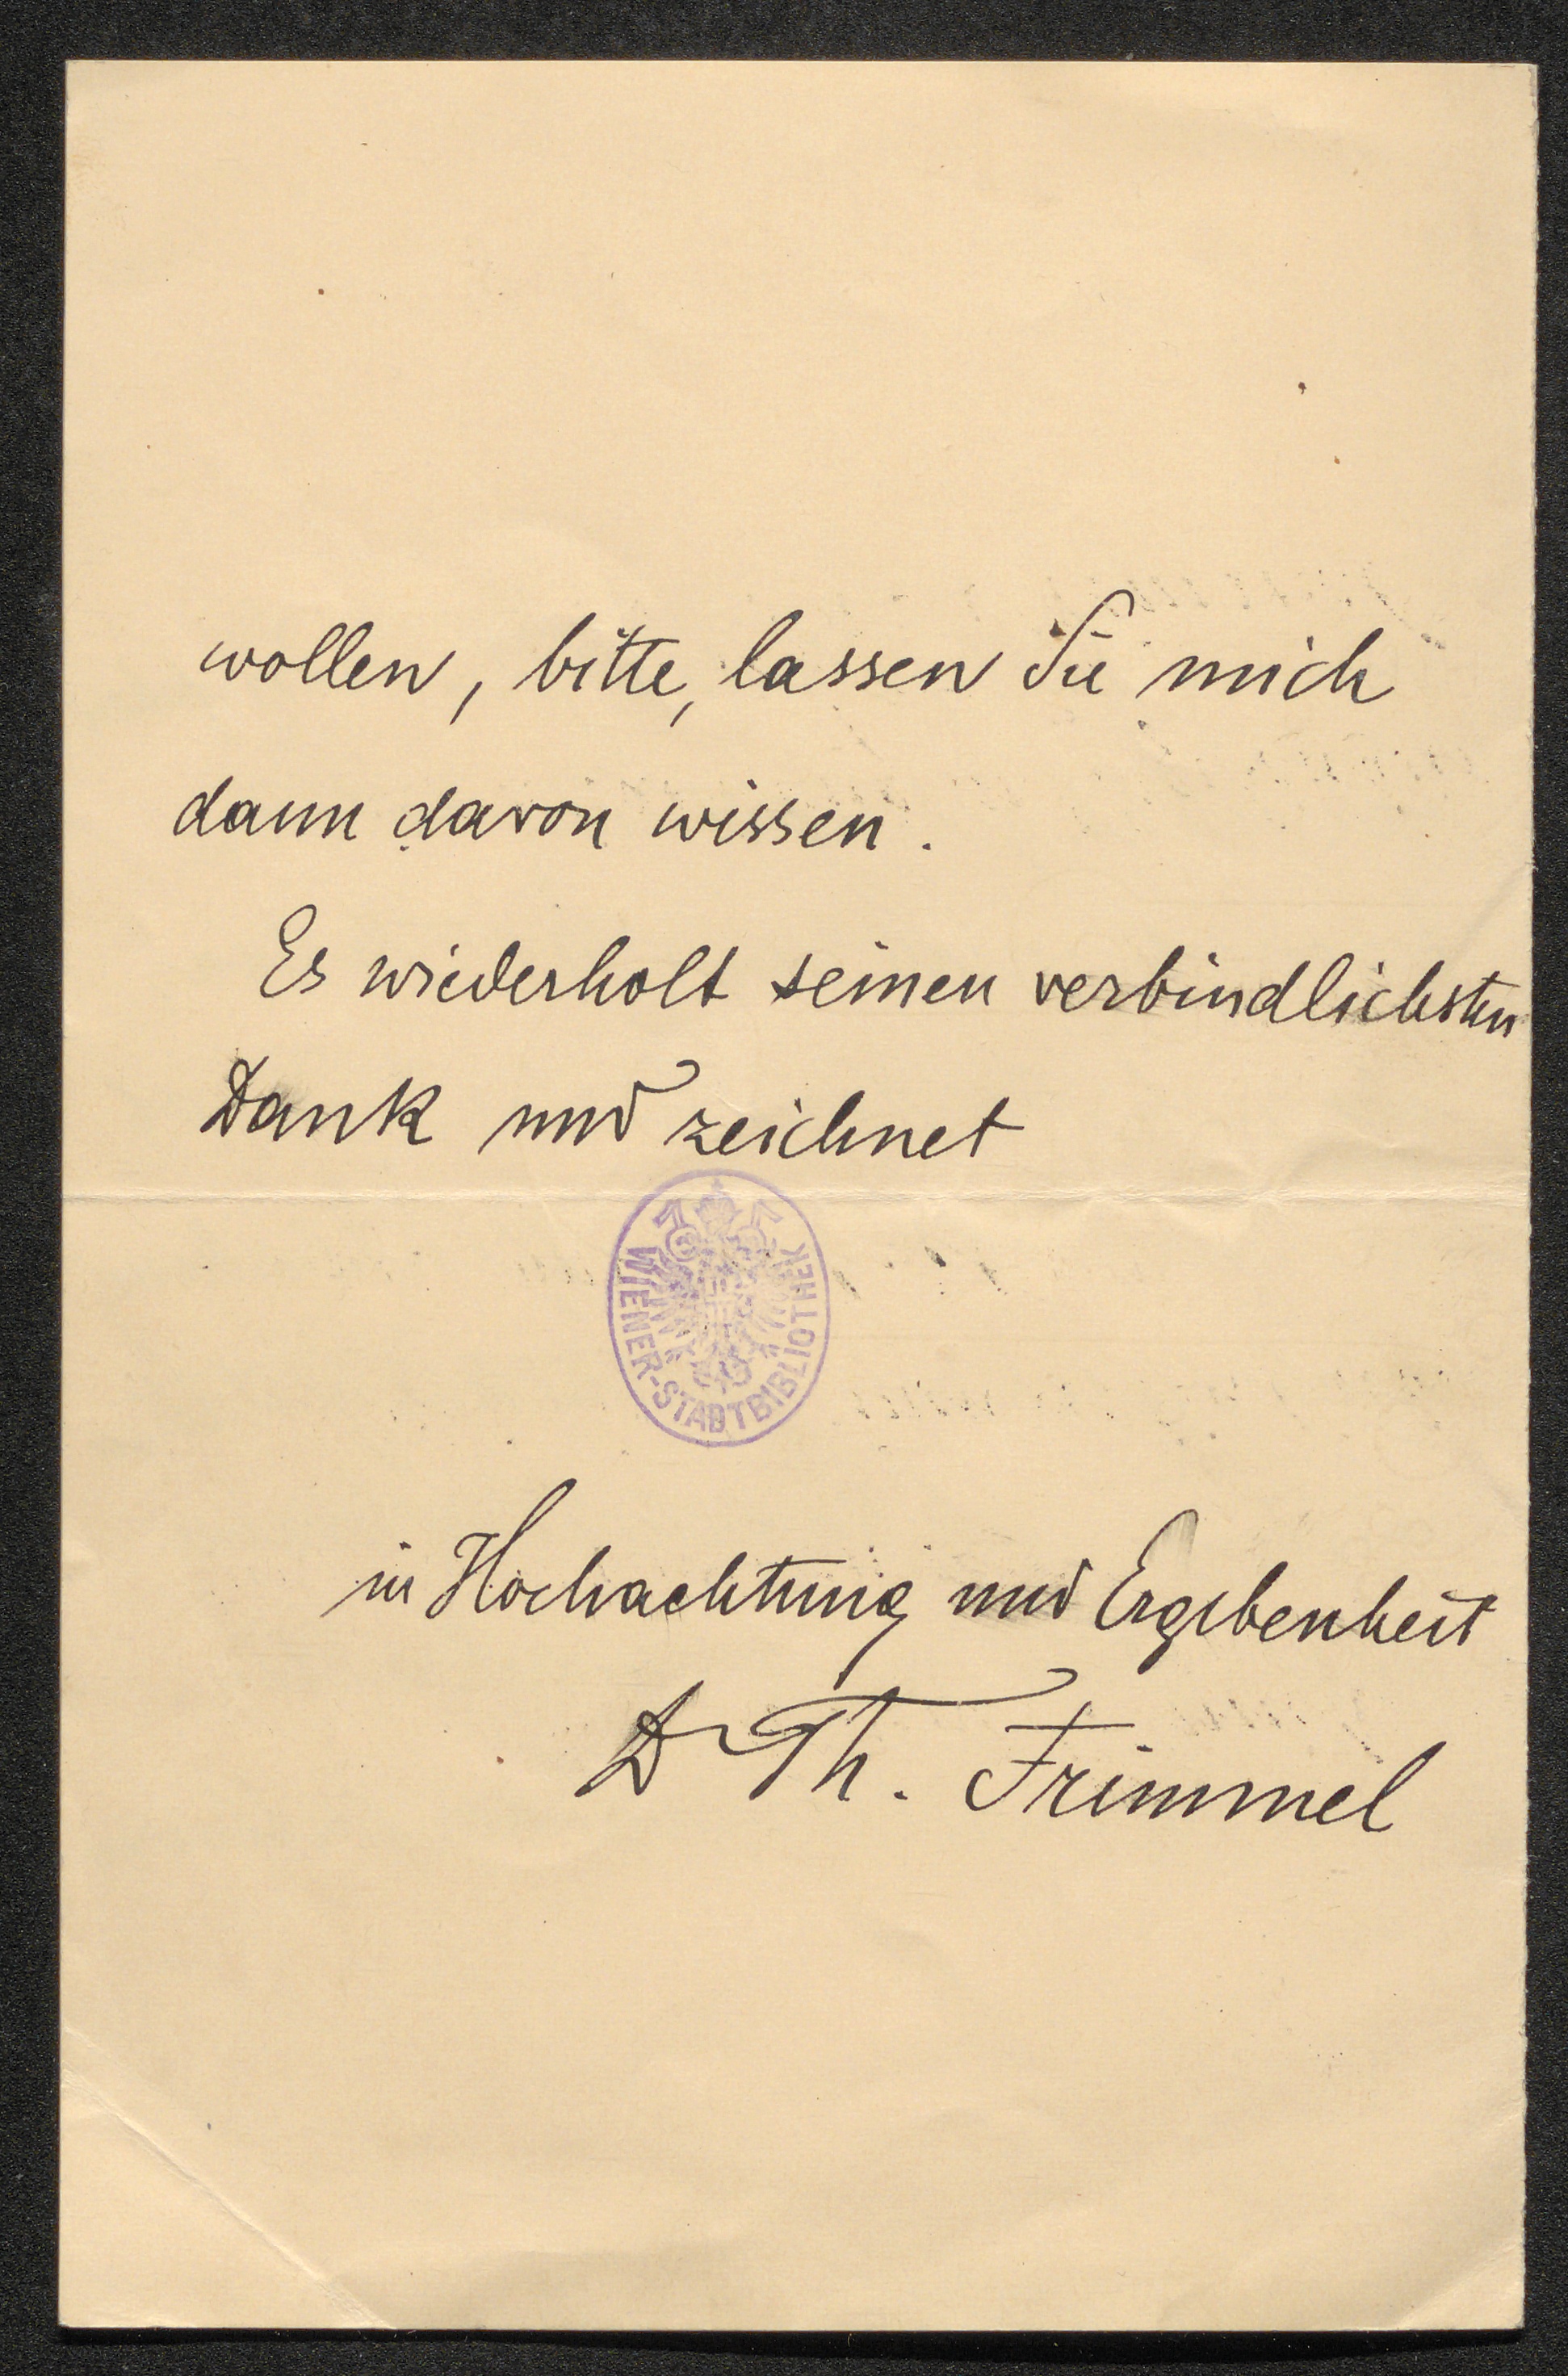 wollen, bitte, lassen Sie mich
dann davon wissen.
Es wiederholt seinen verbindlichsten
Dank und zeichnet
WIENER-STADTBIBLIOTHEK
in Hochachtung und Ergebenheit
Dr Th. Frimmel